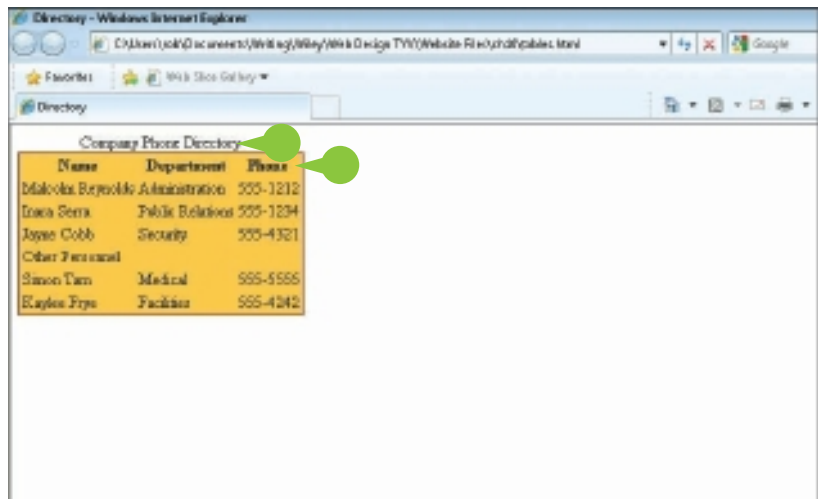 Directory - Windows Internet Explorer
Google
Favorites Web Slice Gallery
Directory
Company Phone Directory
Name Department Phone
Malcolm Reynolds Administration 555-1212
Inara Serra Public Relations 555-1234
Jayne Cobb Security 555-4321
Other Personnel
Simon Tam Medical 555-5555
Kaylee Frye Facilities 555-4242